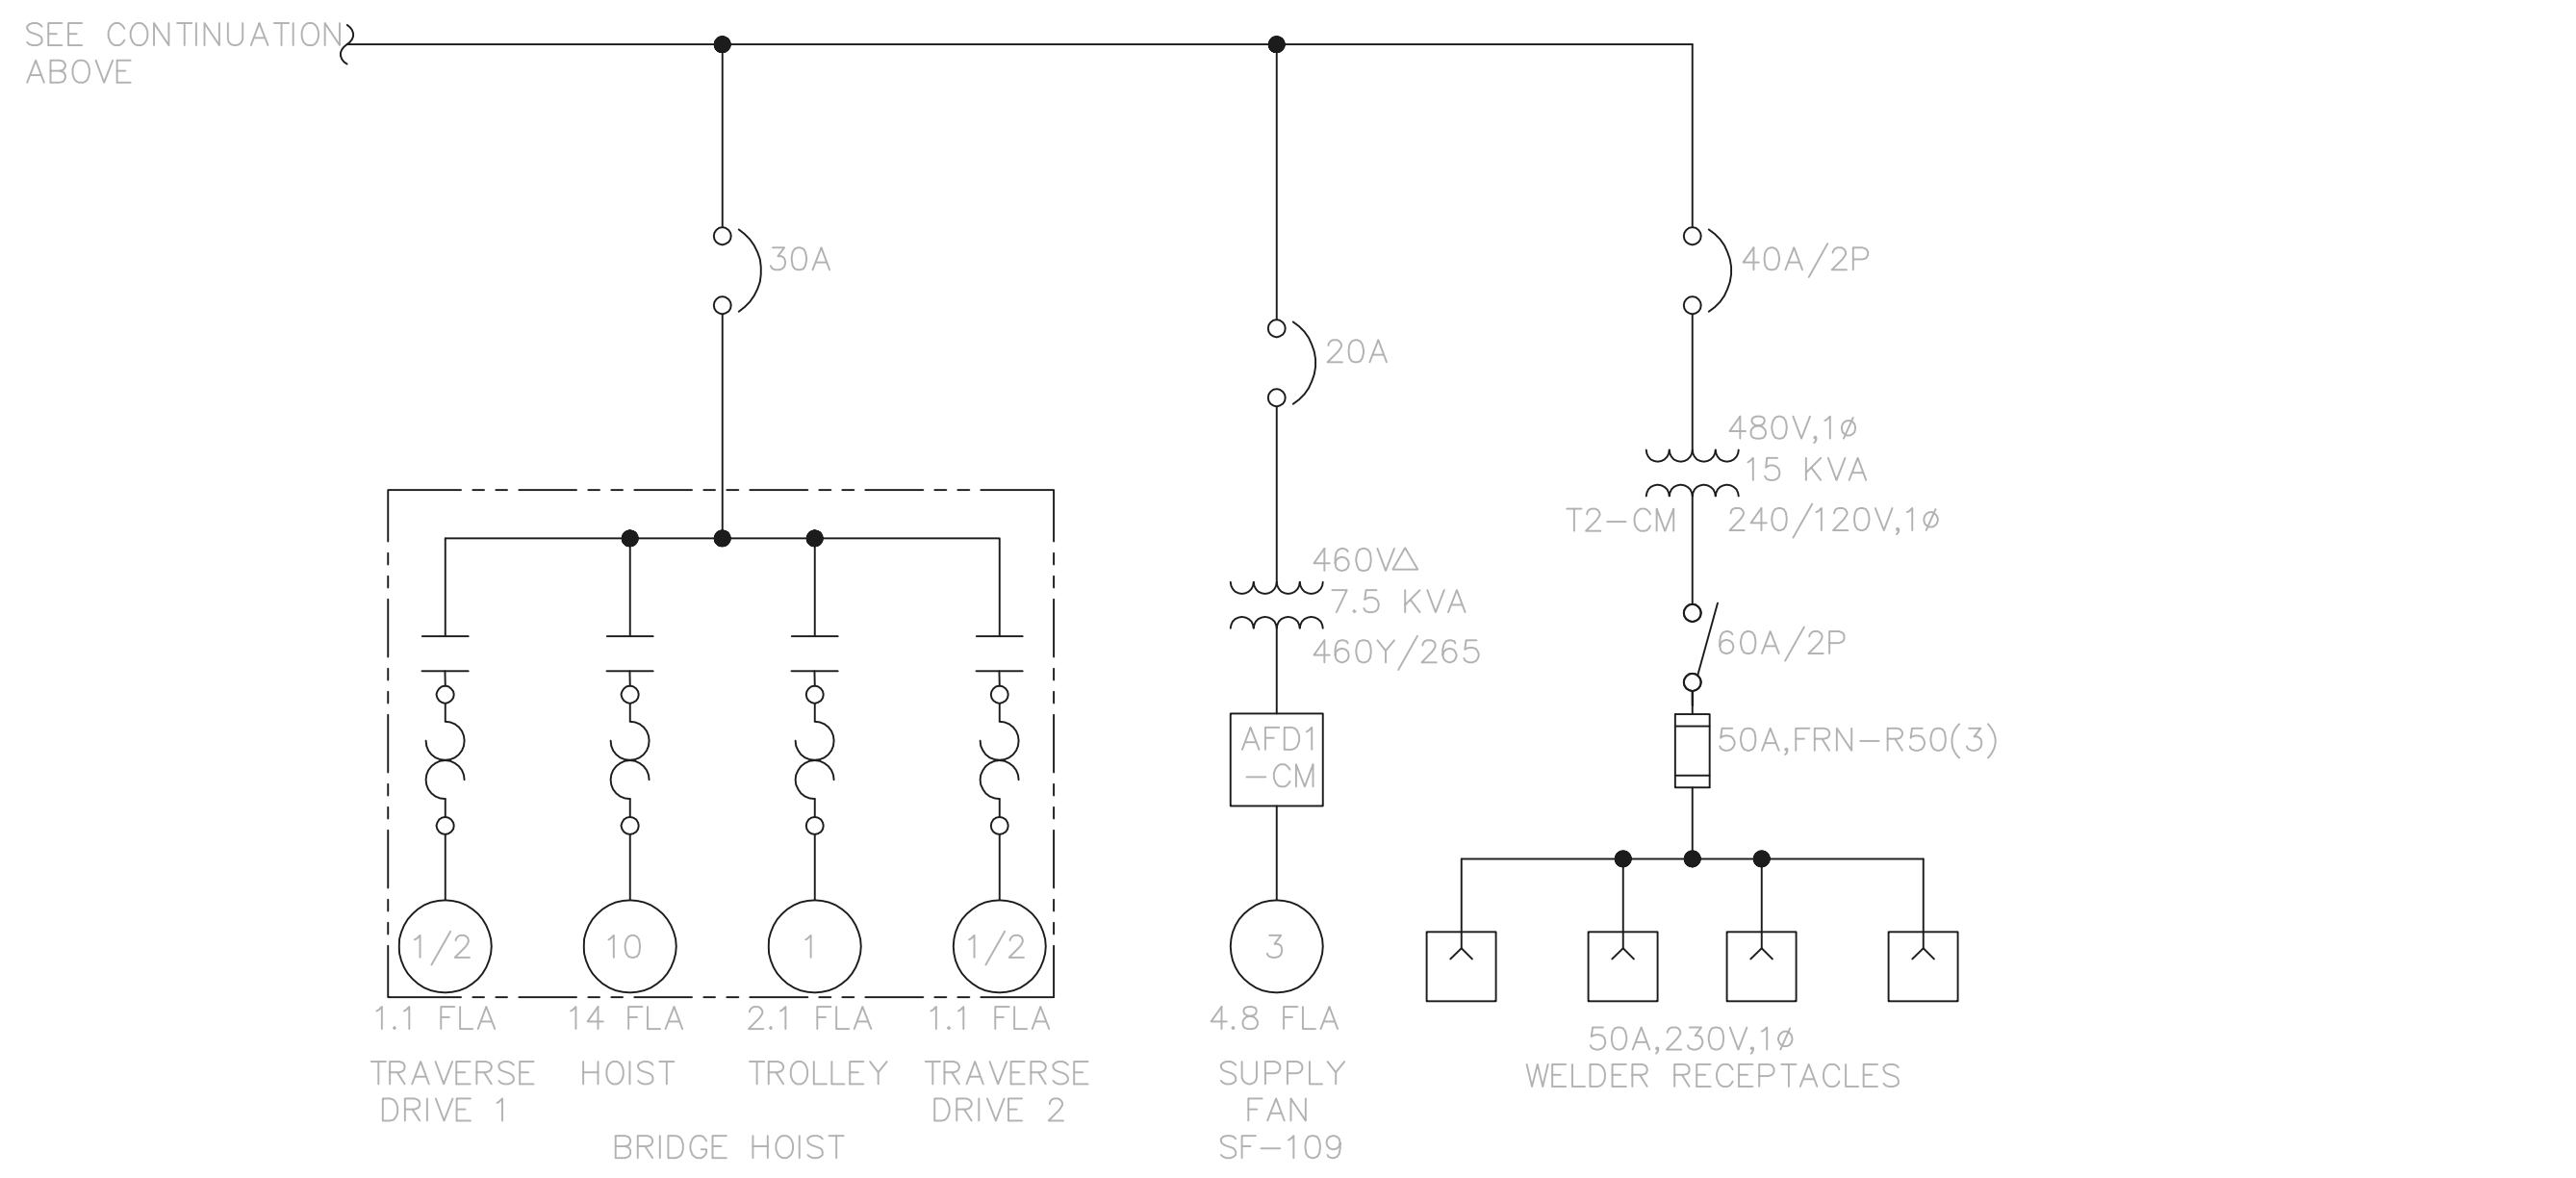 SEE CONTINUATION
ABOVE
30A
20A
40A/2P
480V,1ø
15 KVA
T2-CM
240/120V,1ø
460V△
7.5 KVA
460Y/265
60A/2P
50A,FRN-R50(3)
AFD1
-CM
1/2
10
1
1/2
3
1.1 FLA
14 FLA
2.1 FLA
1.1 FLA
4.8 FLA
TRAVERSE
DRIVE 1
HOIST
TROLLEY
TRAVERSE
DRIVE 2
BRIDGE HOIST
SUPPLY
FAN
SF-109
50A,230V,1ø
WELDER RECEPTACLES